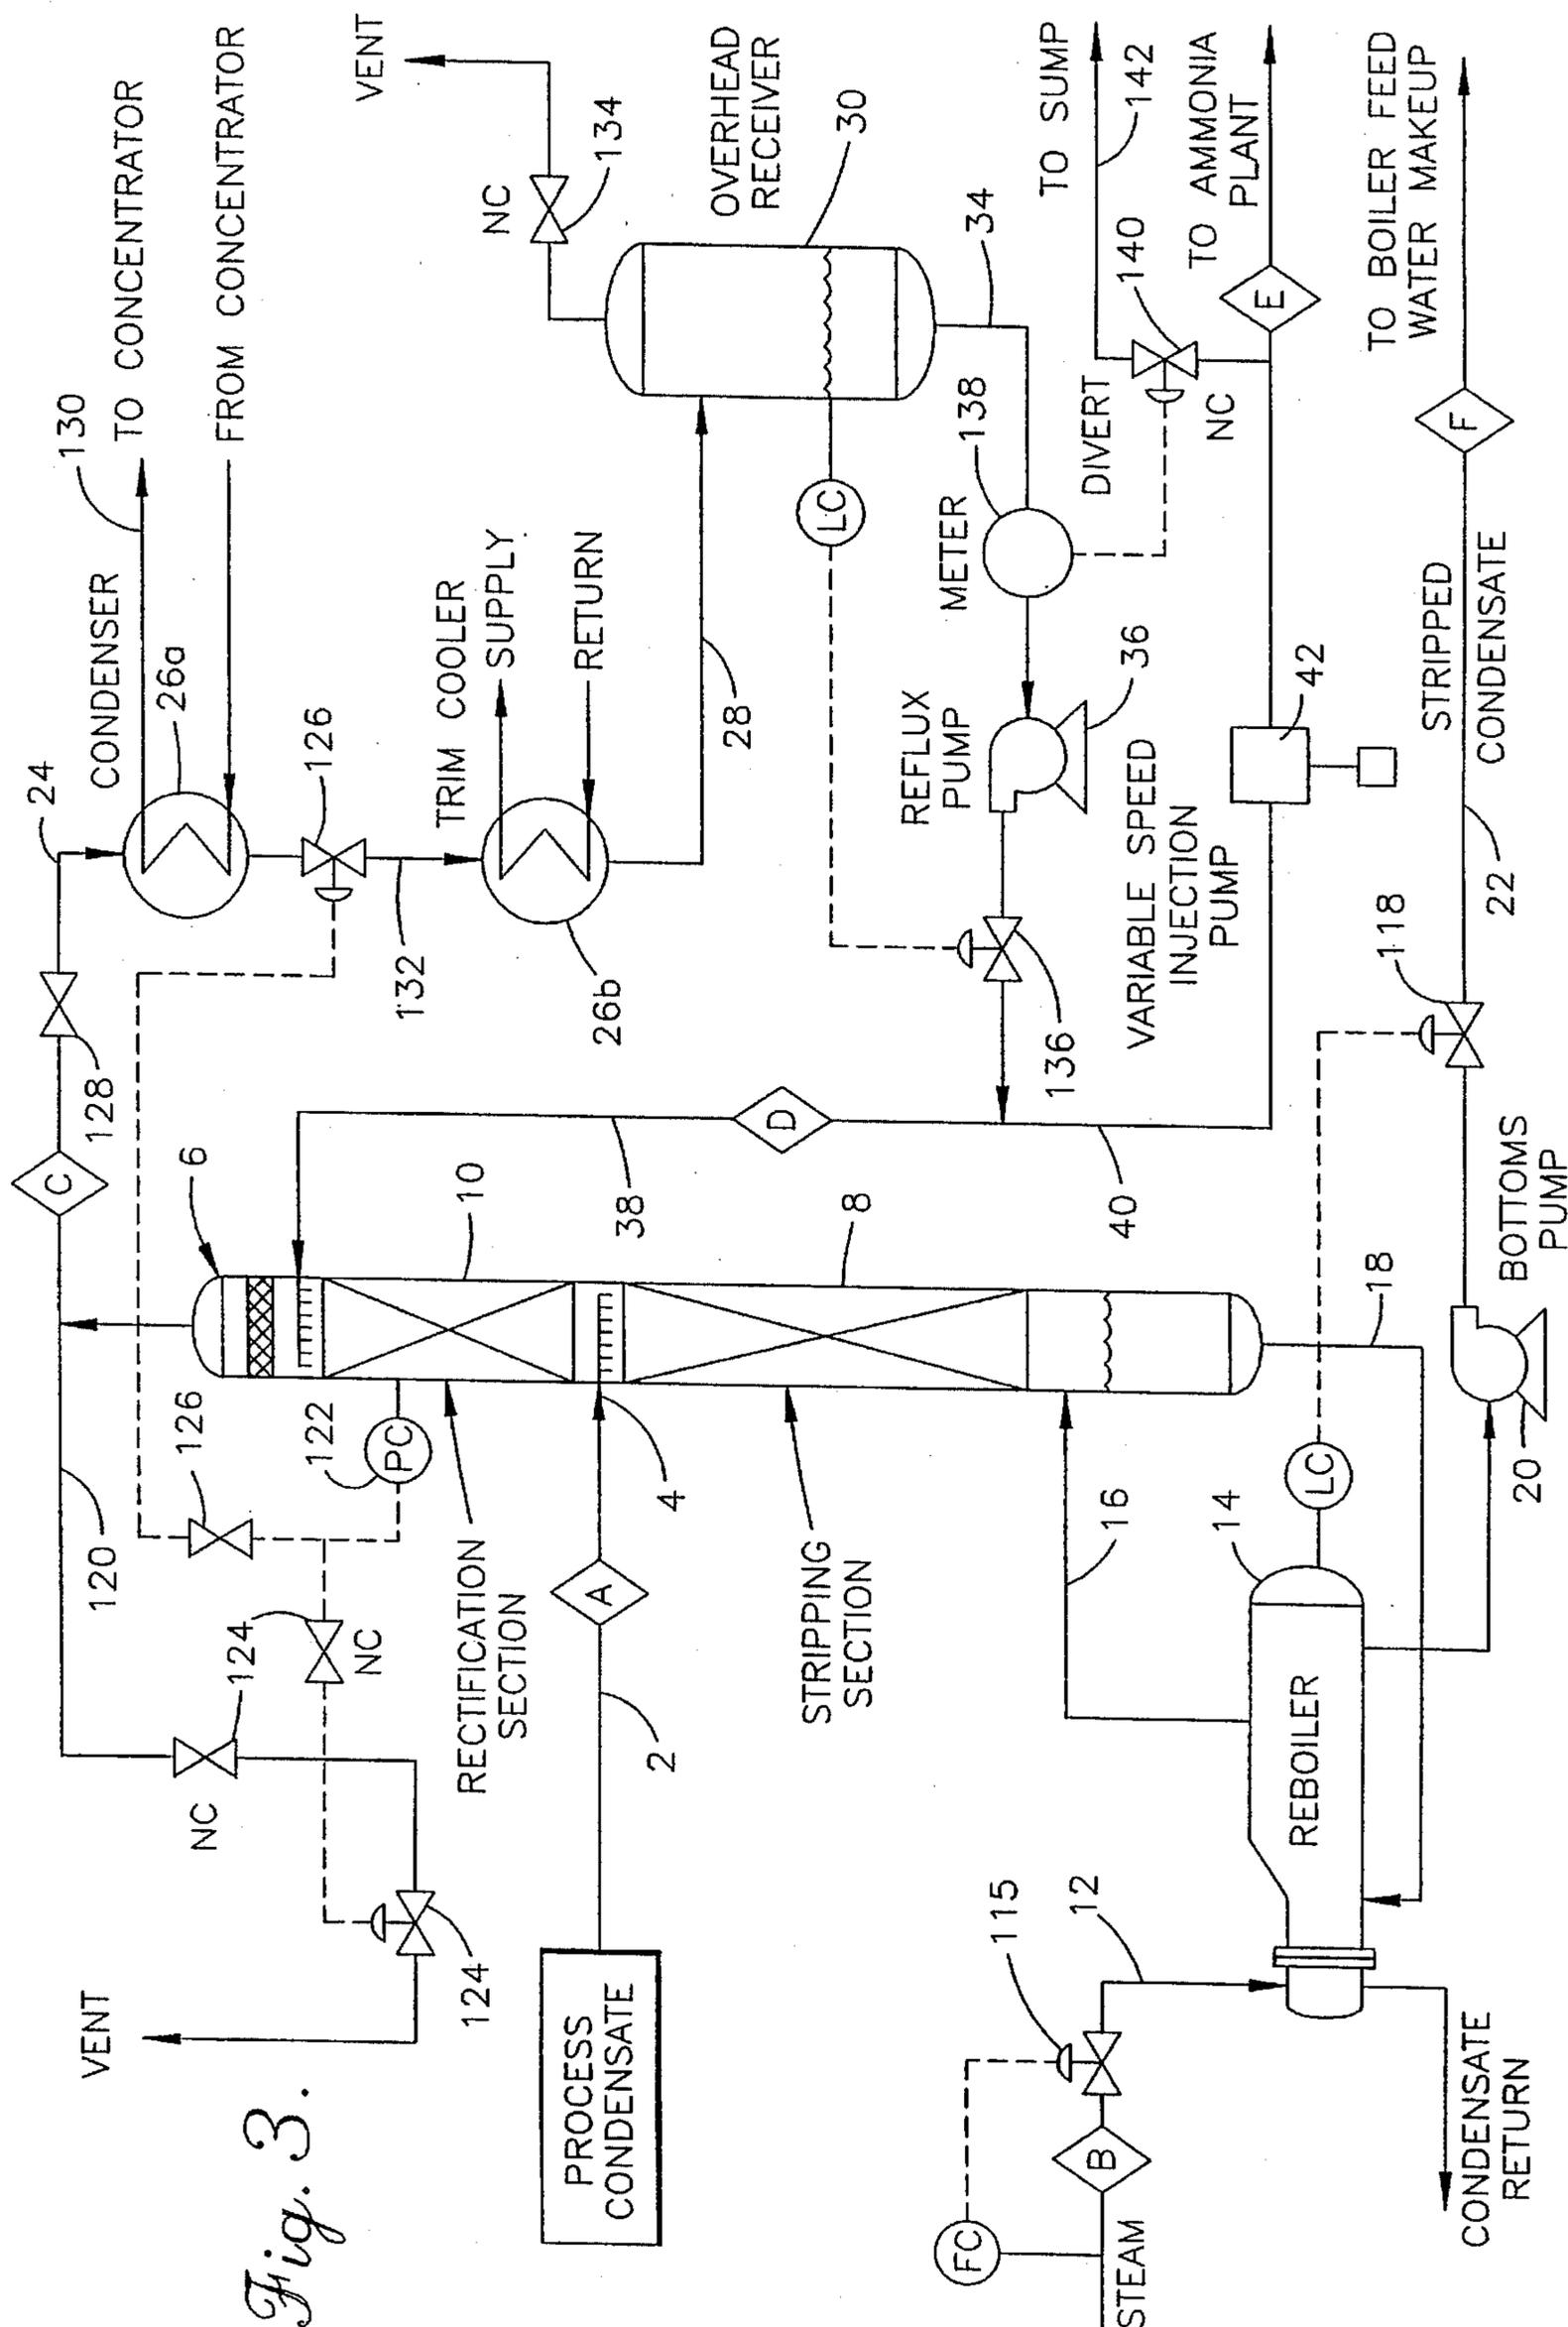 Fig. 3.
VENT
120
C
128
24
CONDENSER
26a
130
TO CONCENTRATOR
FROM CONCENTRATOR
VENT
NC
124
124
NC
124
126
122
PC
6
10
126
132
TRIM COOLER
SUPPLY
RETURN
26b
28
NC
134
OVERHEAD
RECEIVER
30
LC
34
PROCESS
CONDENSATE
2
A
4
RECTIFICATION
SECTION
STRIPPING
SECTION
8
38
D
40
136
REFLUX
PUMP
36
METER
138
DIVERT
NC
140
TO SUMP
142
VARIABLE SPEED
INJECTION
PUMP
42
E
TO AMMONIA
PLANT
FC
STEAM
B
115
12
REBOILER
14
16
18
LC
CONDENSATE
RETURN
20
BOTTOMS
PUMP
118
22
STRIPPED
CONDENSATE
F
TO BOILER FEED
WATER MAKEUP